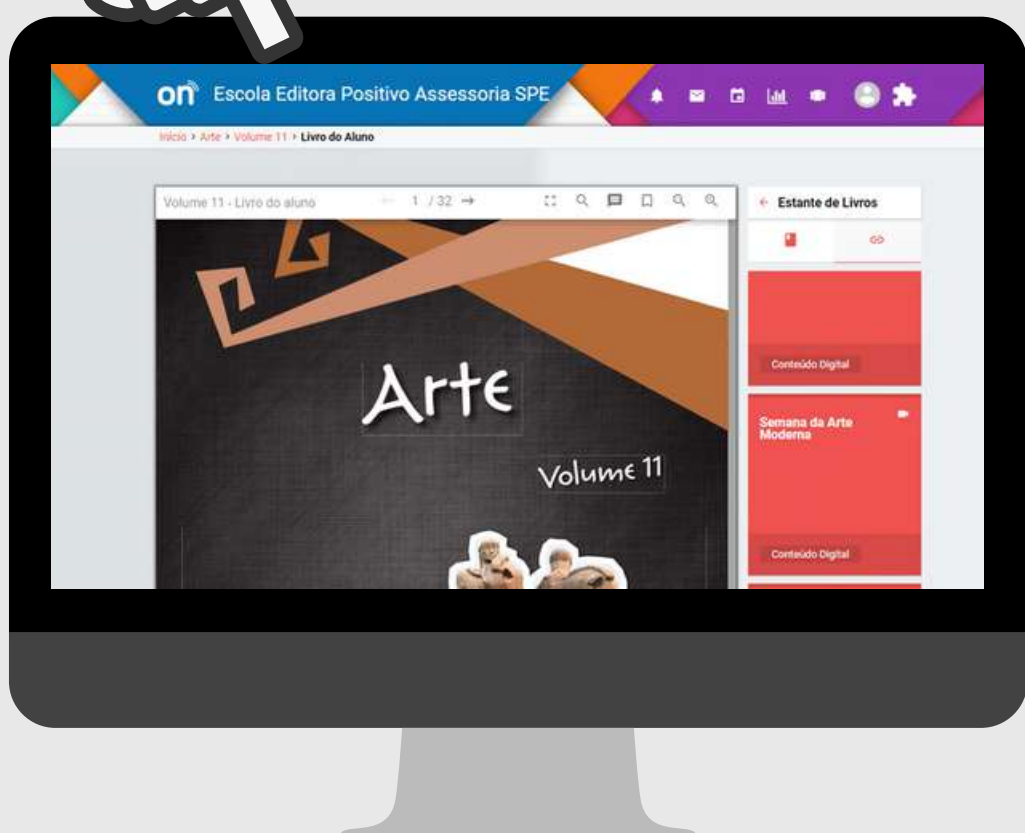 on Escola Editora Positivo Assessoria SPE
Início > Arte > Volume 11 > Livro do Aluno
Volume 11 - Livro do aluno
← 1 / 32 →
← Estante de Livros
Arte
Volume 11
Conteúdo Digital
Semana da Arte
Moderna
Conteúdo Digital